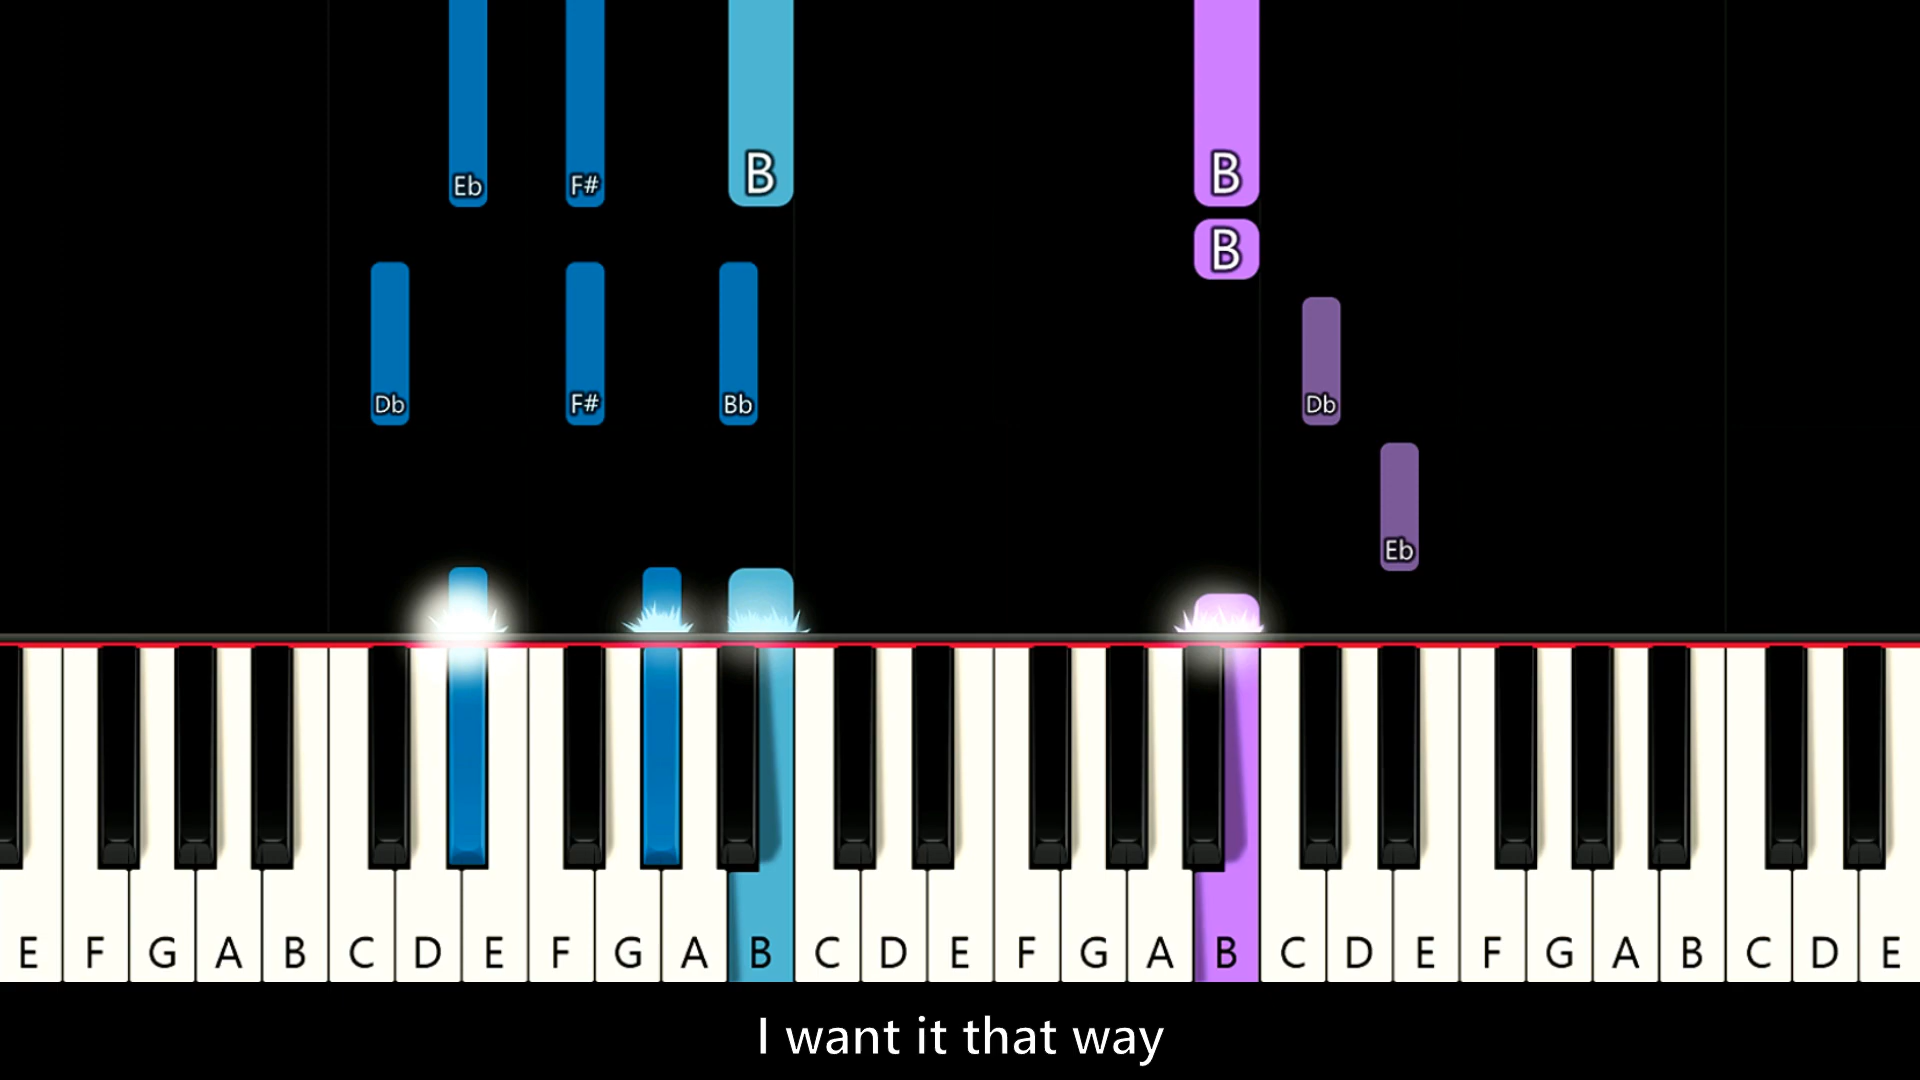 Eb F# B B
B
Db F# Bb Db
Eb
E F G A B C D E F G A B C D E F G A B C D E F G A B C D E
I want it that way